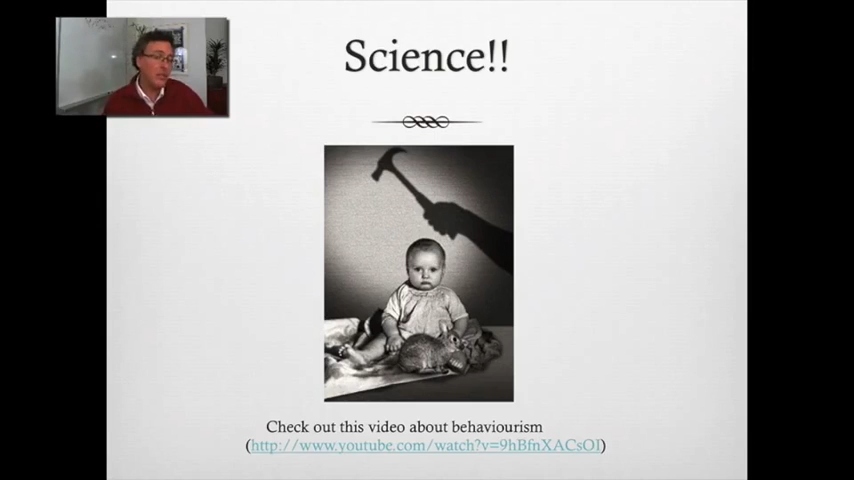 Science!!
Check out this video about behaviourism
(http://www.youtube.com/watch?v=9hBfnXACsOI)